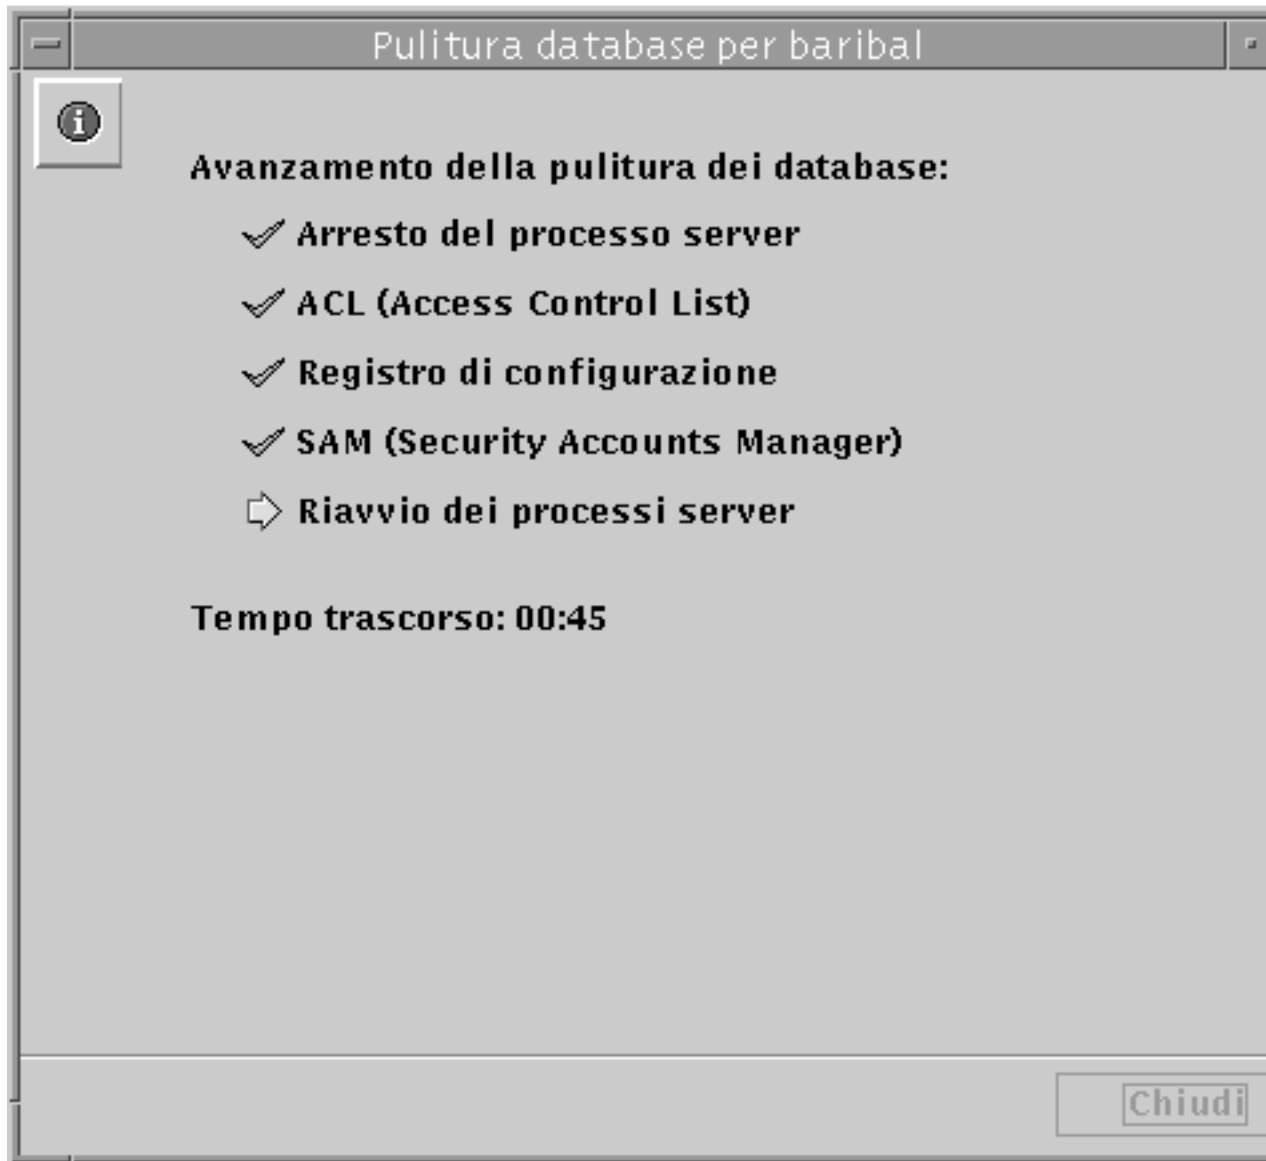 Pulitura database per baribal
Avanzamento della pulitura dei database:
Arresto del processo server
ACL (Access Control List)
Registro di configurazione
SAM (Security Accounts Manager)
Riavvio dei processi server
Tempo trascorso: 00:45
Chiudi